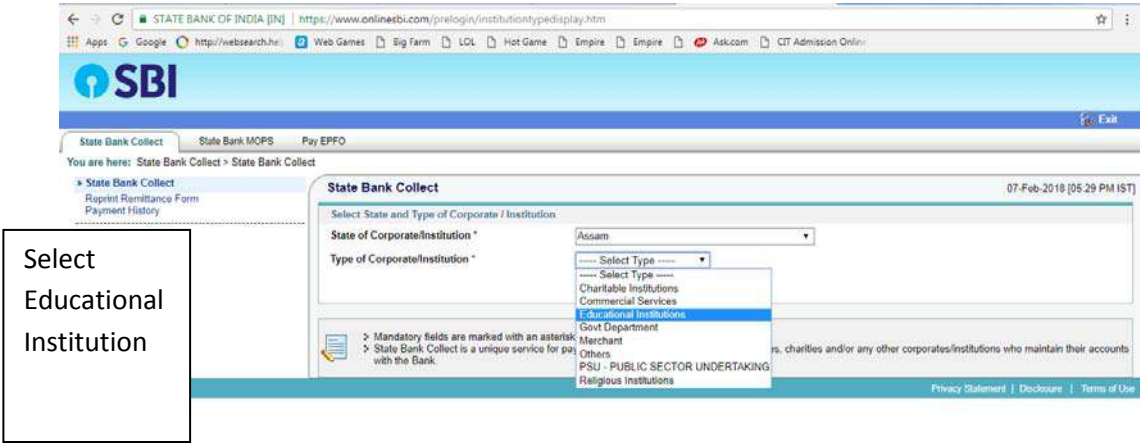 STATE BANK OF INDIA [IN] https://www.onlinesbi.com/prelogin/institutiontypedisplay.htm
Apps Google http://websearch.he Web Games Big Farm LOL Hot Game Empire Empire Ask.com CIT Admission Online
SBI
Exit
State Bank Collect State Bank MOPS Pay EPFO
You are here: State Bank Collect > State Bank Collect
State Bank Collect
Reprint Remittance Form
Payment History
State Bank Collect 07-Feb-2018 [05:29 PM IST]
Select State and Type of Corporate / Institution
State of Corporate/Institution * Assam
Type of Corporate/Institution * ----- Select Type -----
----- Select Type -----
Charitable Institutions
Commercial Services
Educational Institutions
Govt Department
Merchant
Others
PSU - PUBLIC SECTOR UNDERTAKING
Religious Institutions
Mandatory fields are marked with an asterisk
State Bank Collect is a unique service for pay s, charities and/or any other corporates/institutions who maintain their accounts
with the Bank.
Privacy Statement | Disclosure | Terms of Use
Select
Educational
Institution